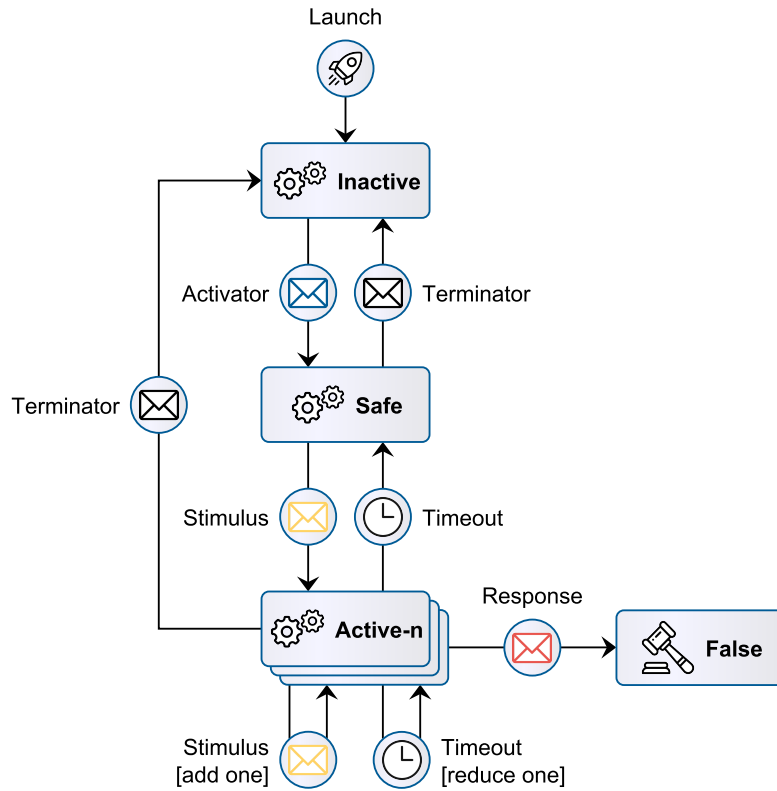 Launch
Inactive
Activator
Terminator
Terminator
Safe
Stimulus
Timeout
Active-n
Response
False
Stimulus
[add one]
Timeout
[reduce one]